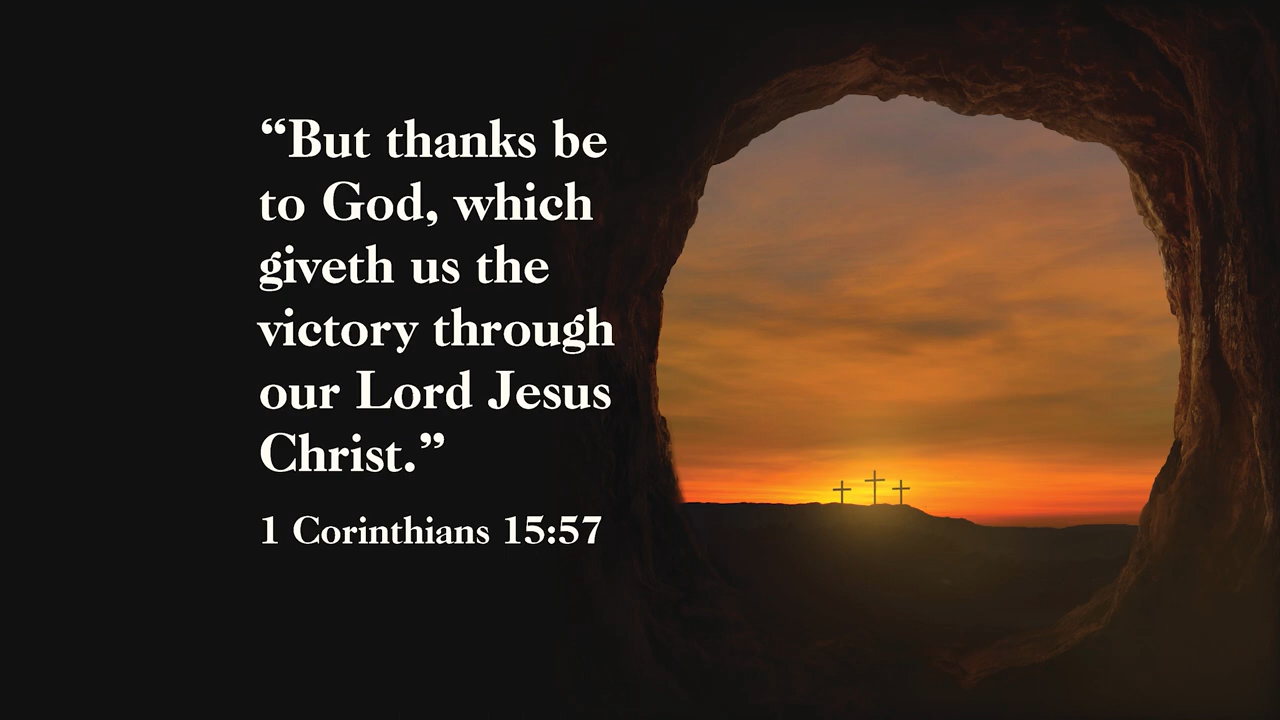 “But thanks be
to God, which
giveth us the
victory through
our Lord Jesus
Christ.”
1 Corinthians 15:57